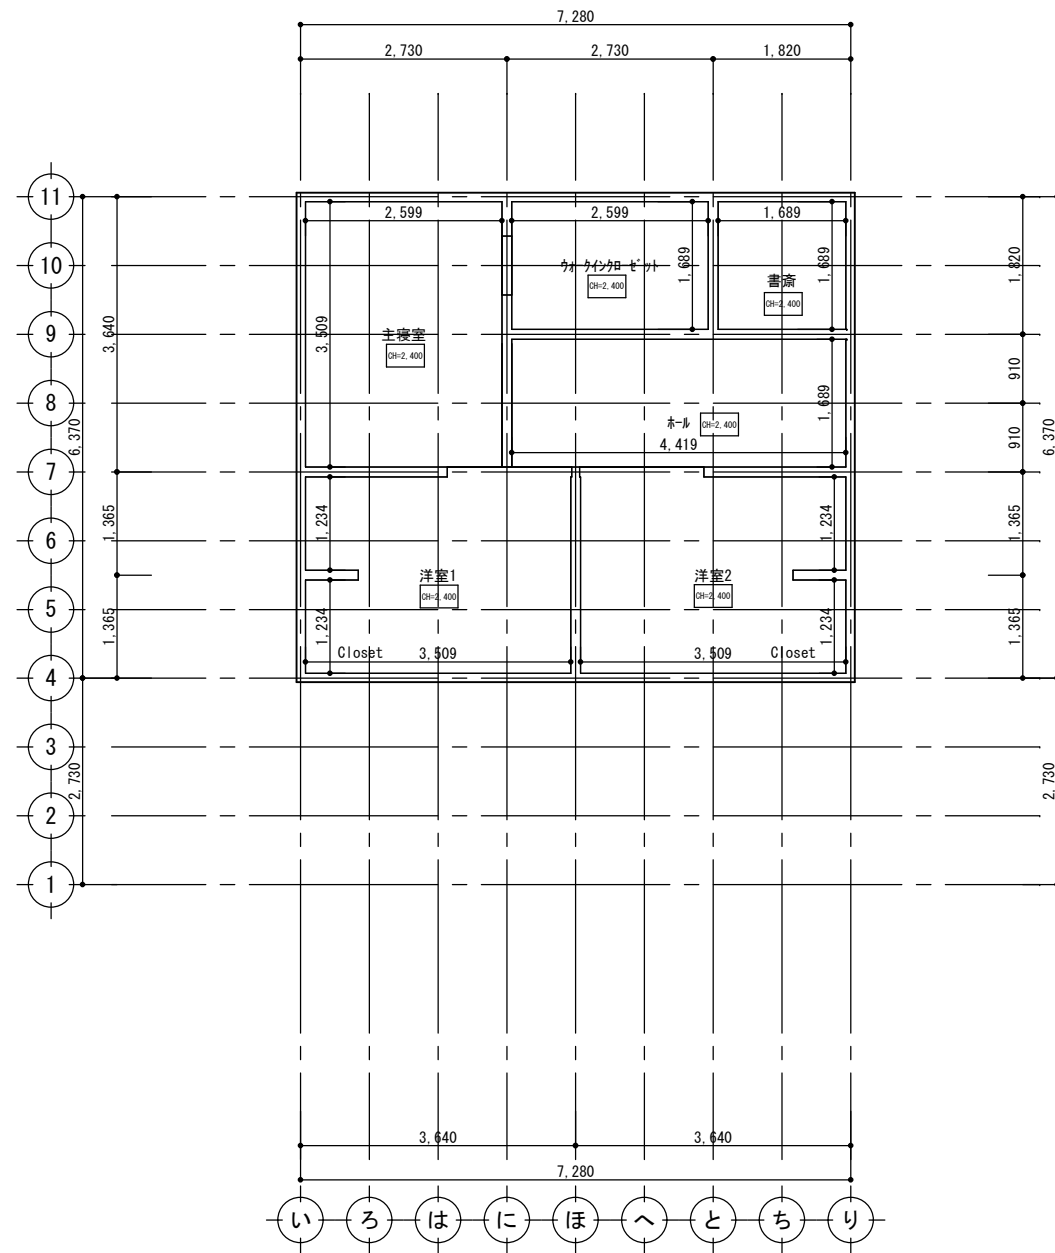 7,280
2,730 2,730 1,820
11
2,599 2,599 1,689
10
1,689 1,689 1,820
ウォークインクローゼット
CH=2,400
書斎
CH=2,400
9
3,640 3,509
主寝室
CH=2,400
910
8
6,370
ホール CH=2,400
1,689
4,419
910 6,370
7
1,365 1,234 1,234 1,365
6
洋室1
CH=2,400
洋室2
CH=2,400
5
1,365 1,234 1,234 1,365
Closet 3,509 3,509 Closet
4
3
2,730 2,730
2
1
3,640 3,640
7,280
い ろ は に ほ へ と ち り